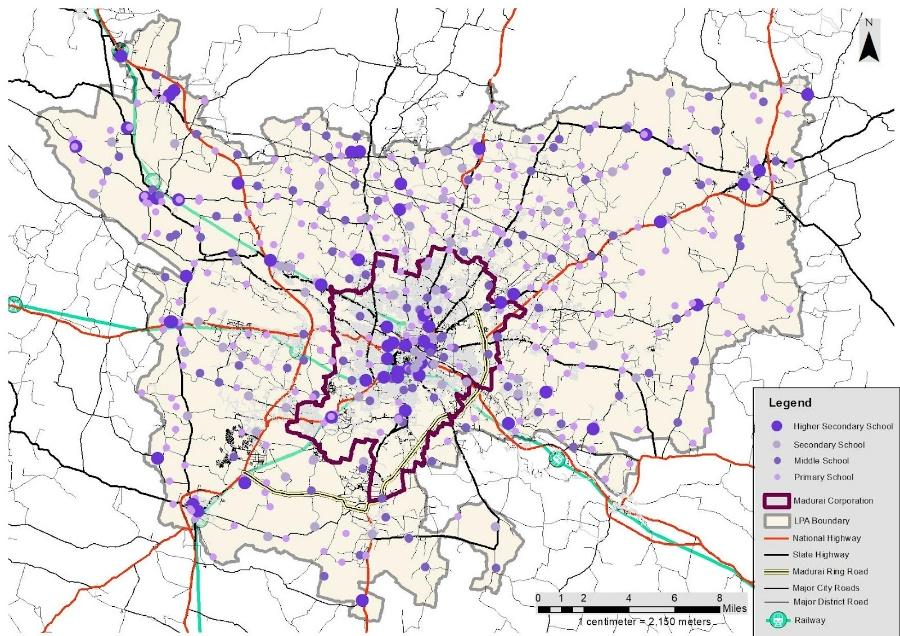 N
Legend
Higher Secondary School
Secondary School
Middle School
Primary School
Madurai Corporation
LPA Boundary
National Highway
State Highway
Madurai Ring Road
Major City Roads
Major District Road
Railway
0 1 2 4 6 8
Miles
1 centimeter = 2,150 meters